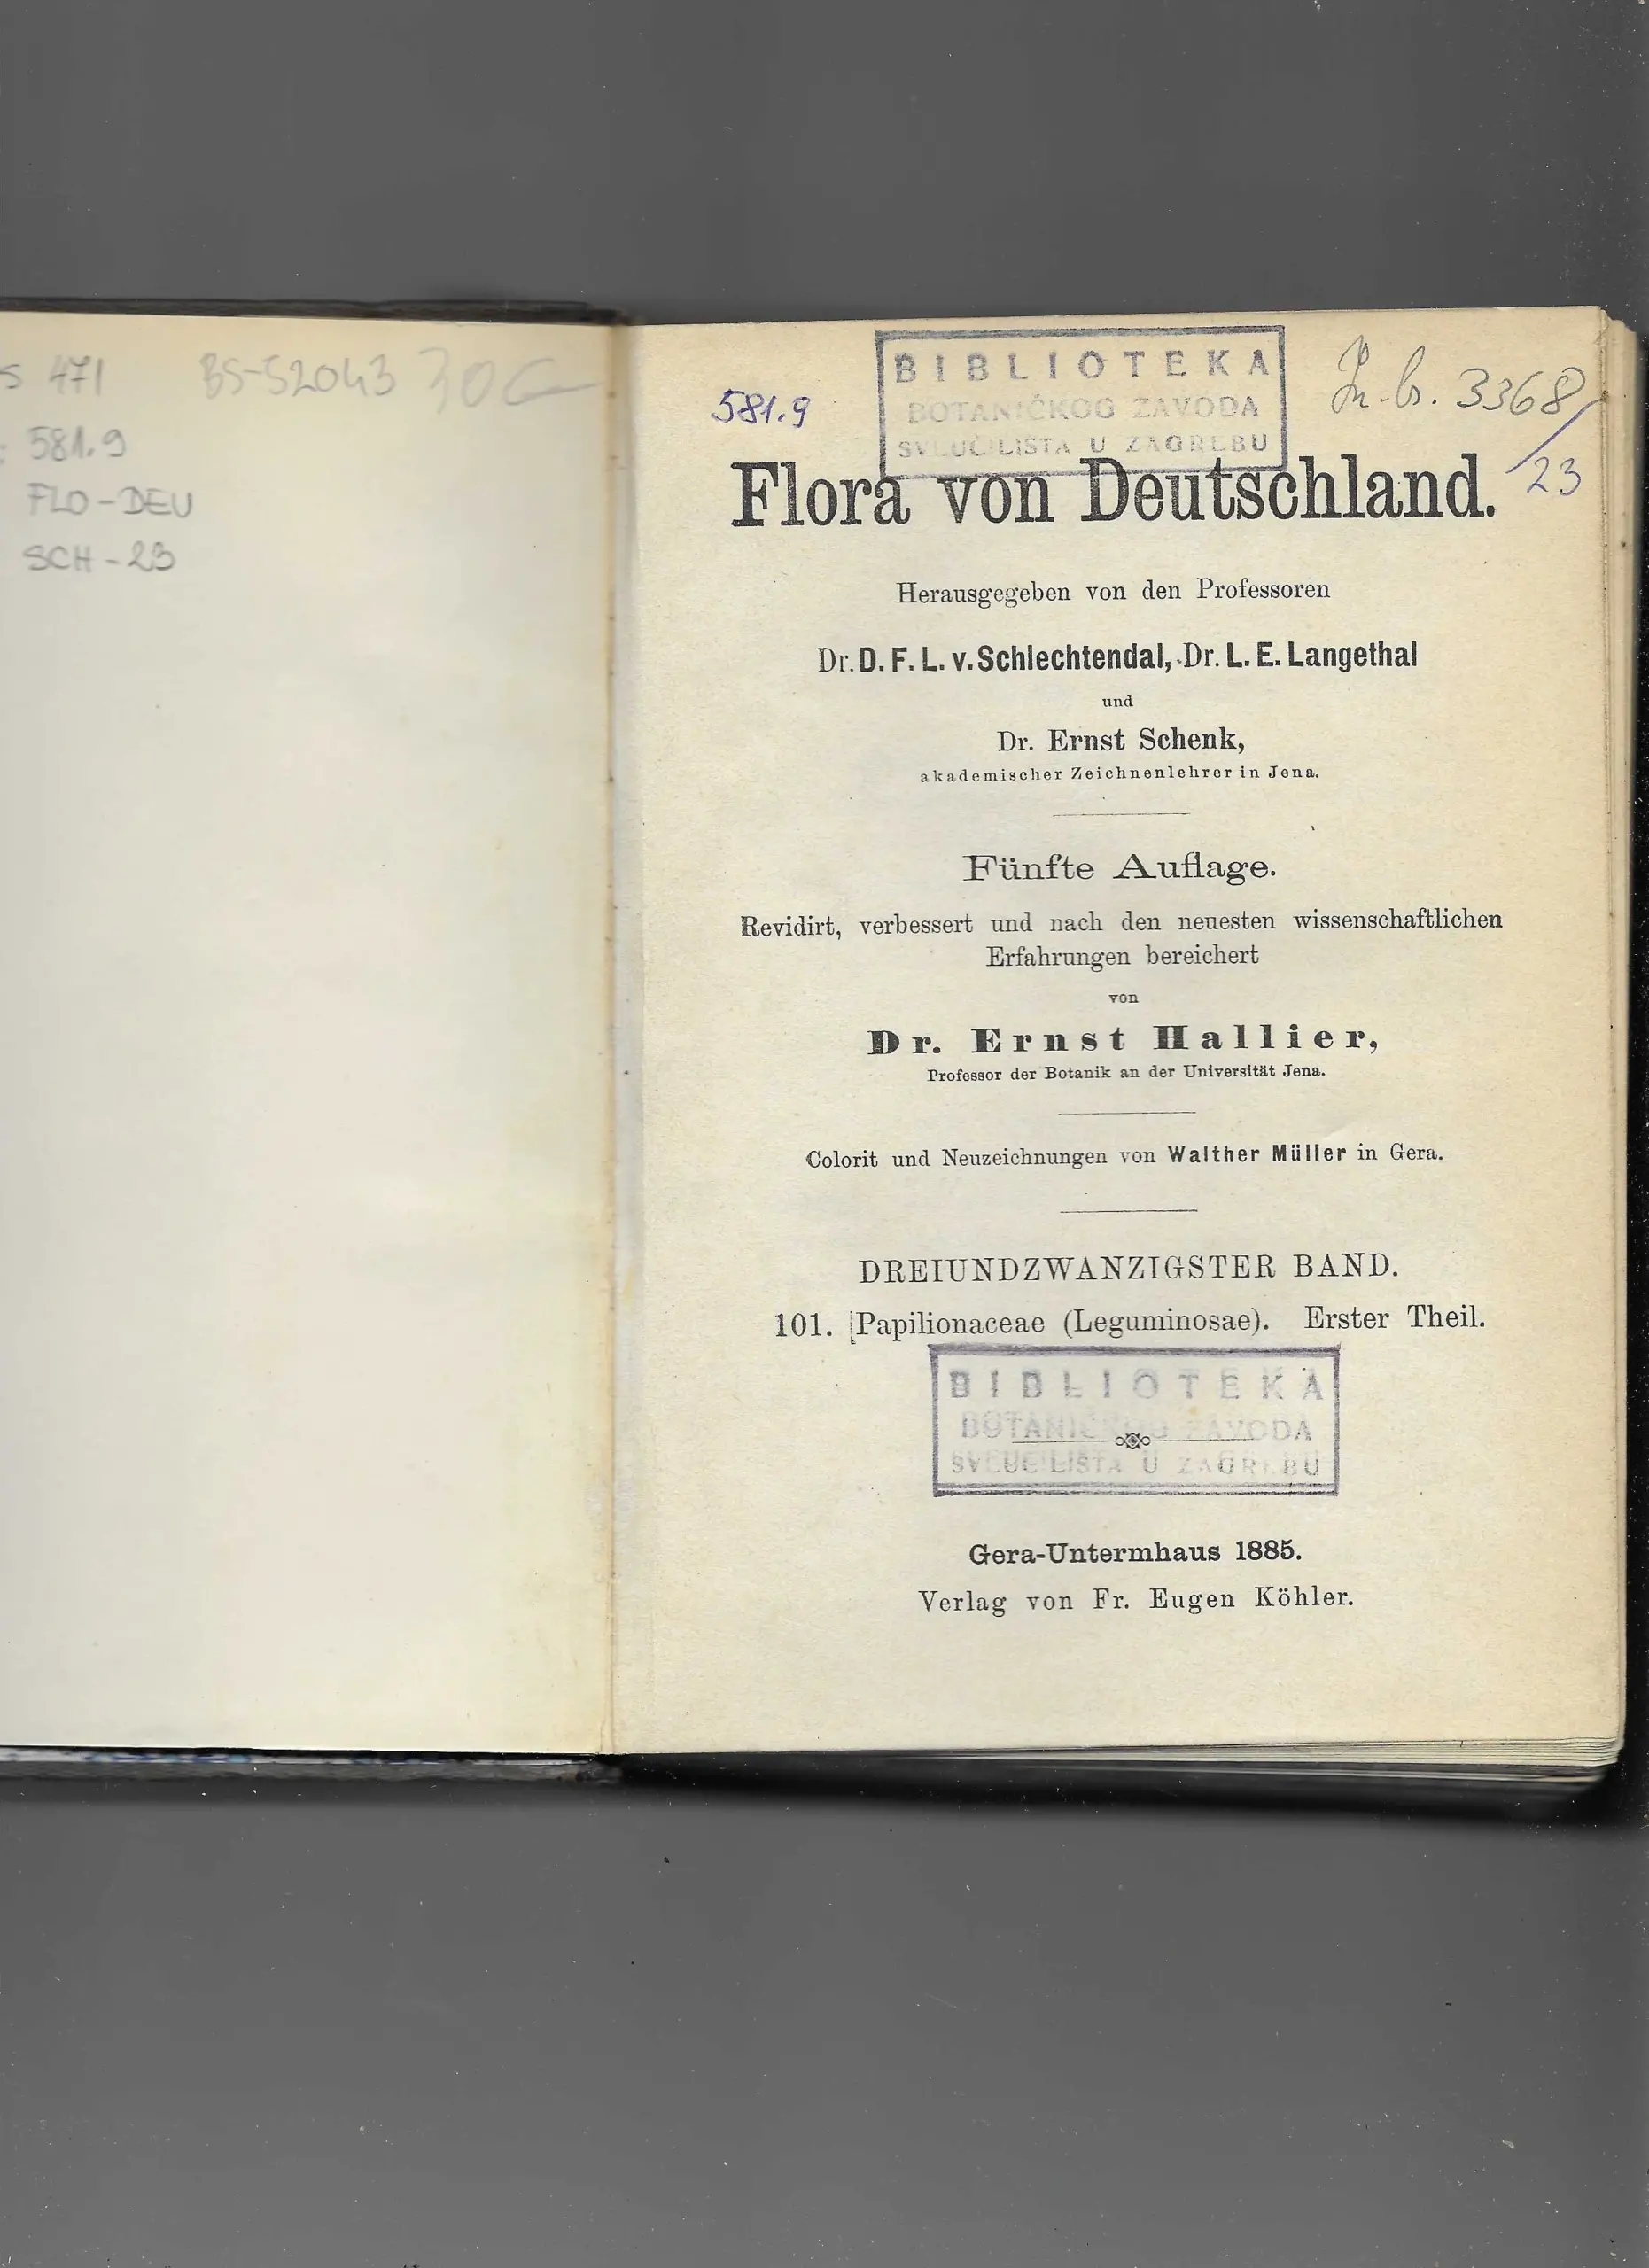 s 471 BS-52043 30€
: 581.9
FLO-DEU
SCH-23
BIBLIOTEKA
BOTANIČKOG ZAVODA
SVEUČILIŠTA U ZAGREBU
581.9
In.br. 3368/
23
Flora von Deutschland.
Herausgegeben von den Professoren
Dr. D. F. L. v. Schlechtendal, Dr. L. E. Langethal
und
Dr. Ernst Schenk,
akademischer Zeichnenlehrer in Jena.
Fünfte Auflage.
Revidirt, verbessert und nach den neuesten wissenschaftlichen
Erfahrungen bereichert
von
Dr. Ernst Hallier,
Professor der Botanik an der Universität Jena.
Colorit und Neuzeichnungen von Walther Müller in Gera.
DREIUNDZWANZIGSTER BAND.
101. Papilionaceae (Leguminosae). Erster Theil.
BIBLIOTEKA
BOTANIČKOG ZAVODA
SVEUČILIŠTA U ZAGREBU
Gera-Untermhaus 1885.
Verlag von Fr. Eugen Köhler.